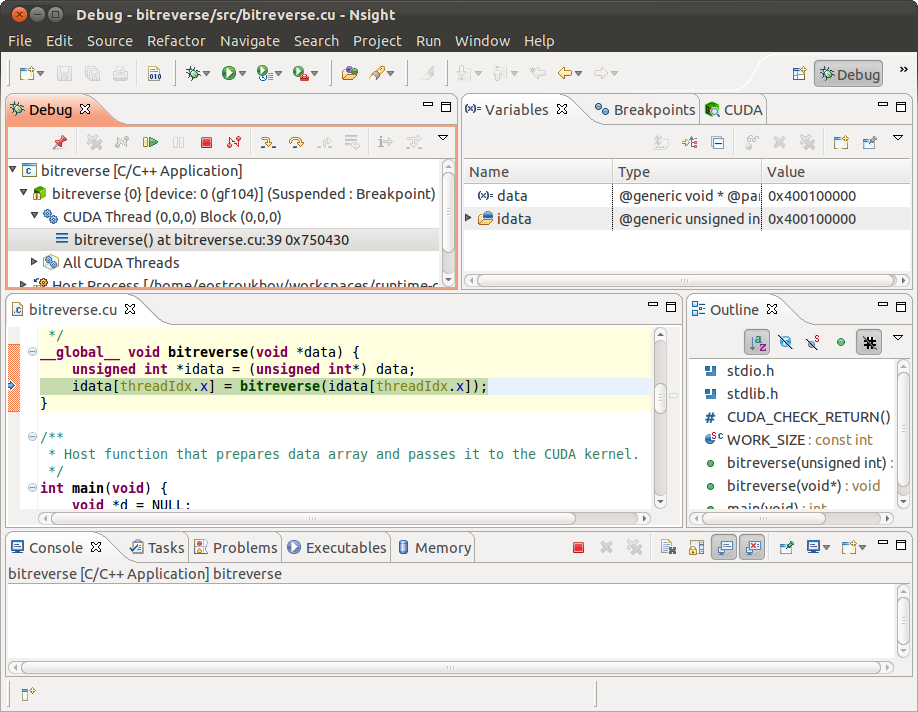 Debug - bitreverse/src/bitreverse.cu - Nsight
File Edit Source Refactor Navigate Search Project Run Window Help
010 Debug »
Debug
bitreverse [C/C++ Application]
bitreverse {0} [device: 0 (gf104)] (Suspended : Breakpoint)
CUDA Thread (0,0,0) Block (0,0,0)
bitreverse() at bitreverse.cu:39 0x750430
All CUDA Threads
Host Process [/home/eostroukhov/workspaces/runtime-c
(x)= Variables Breakpoints CUDA
Name Type Value
(x)= data @generic void * @pa 0x400100000
idata @generic unsigned in 0x400100000
bitreverse.cu
*/
__global__ void bitreverse(void *data) {
unsigned int *idata = (unsigned int*) data;
idata[threadIdx.x] = bitreverse(idata[threadIdx.x]);
}
/**
* Host function that prepares data array and passes it to the CUDA kernel.
*/
int main(void) {
void *d = NULL;
Outline
stdio.h
stdlib.h
# CUDA_CHECK_RETURN()
WORK_SIZE : const int
bitreverse(unsigned int) :
bitreverse(void*) : void
main(void) : int
Console Tasks Problems Executables Memory
bitreverse [C/C++ Application] bitreverse